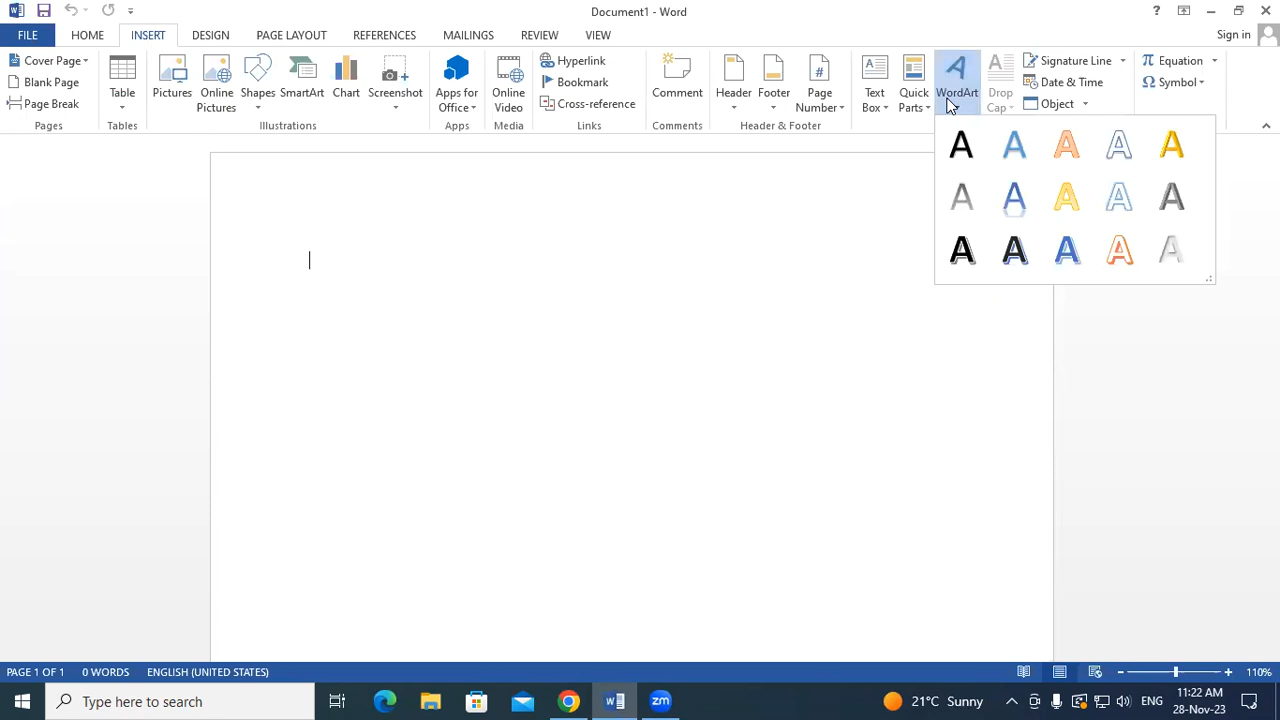 Document1 - Word
?
FILE HOME INSERT DESIGN PAGE LAYOUT REFERENCES MAILINGS REVIEW VIEW Sign in
Cover Page
Blank Page
Page Break
Pages
Table
Tables
Pictures
Online
Pictures
Shapes
SmartArt
Chart
Screenshot
Illustrations
Apps for
Office
Apps
Online
Video
Media
Hyperlink
Bookmark
Cross-reference
Links
Comment
Comments
Header
Footer
Page
Number
Header & Footer
Text
Box
Quick
Parts
WordArt
Drop
Cap
Signature Line
Date & Time
Object
Equation
Symbol
A A A A A
A A A A A
A A A A A
PAGE 1 OF 1 0 WORDS ENGLISH (UNITED STATES) 110%
Type here to search
zm
21°C Sunny
ENG
11:22 AM
28-Nov-23